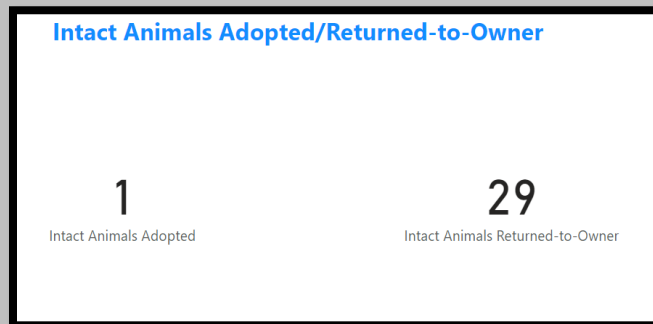 Intact Animals Adopted/Returned-to-Owner
1
Intact Animals Adopted
29
Intact Animals Returned-to-Owner